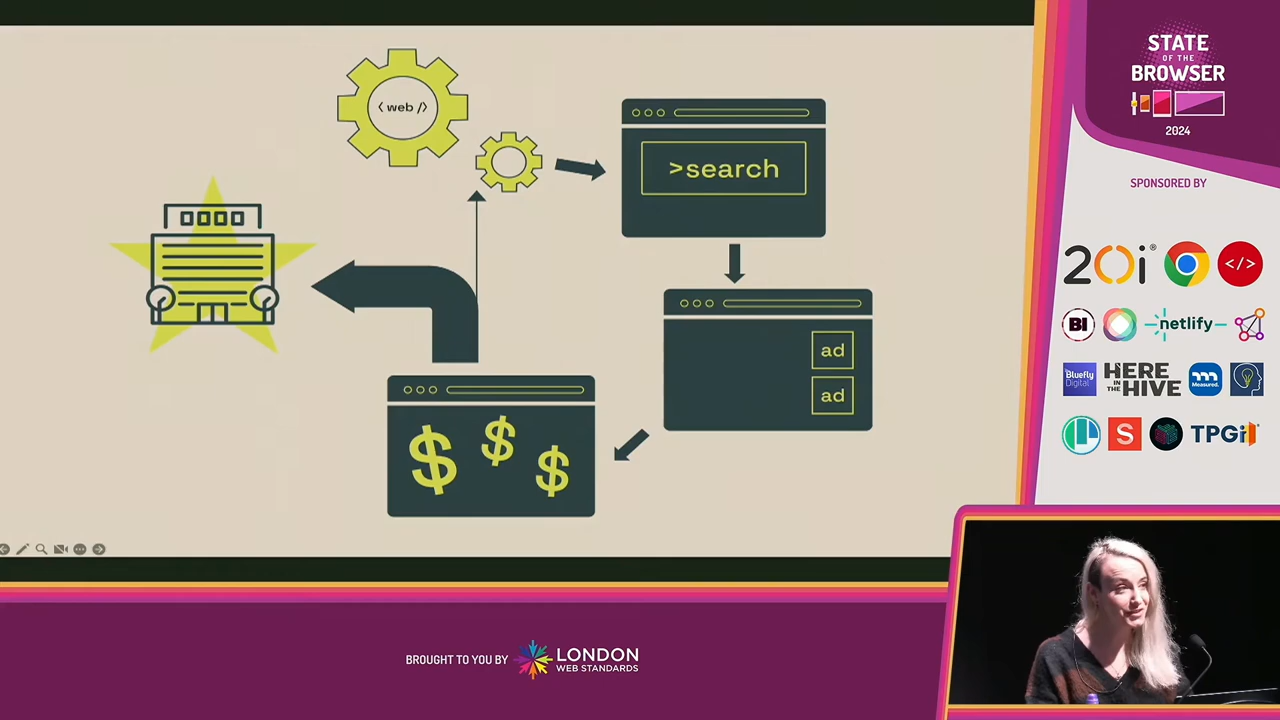 < web />
>search
ad
ad
$
$
$
STATE
OF THE
BROWSER
2024
SPONSORED BY
20i
®
</>
BI
netlify
Bluefly
Digital
HERE
IN THE
HIVE
Measured.
S
TPGi
BROUGHT TO YOU BY
LONDON
WEB STANDARDS